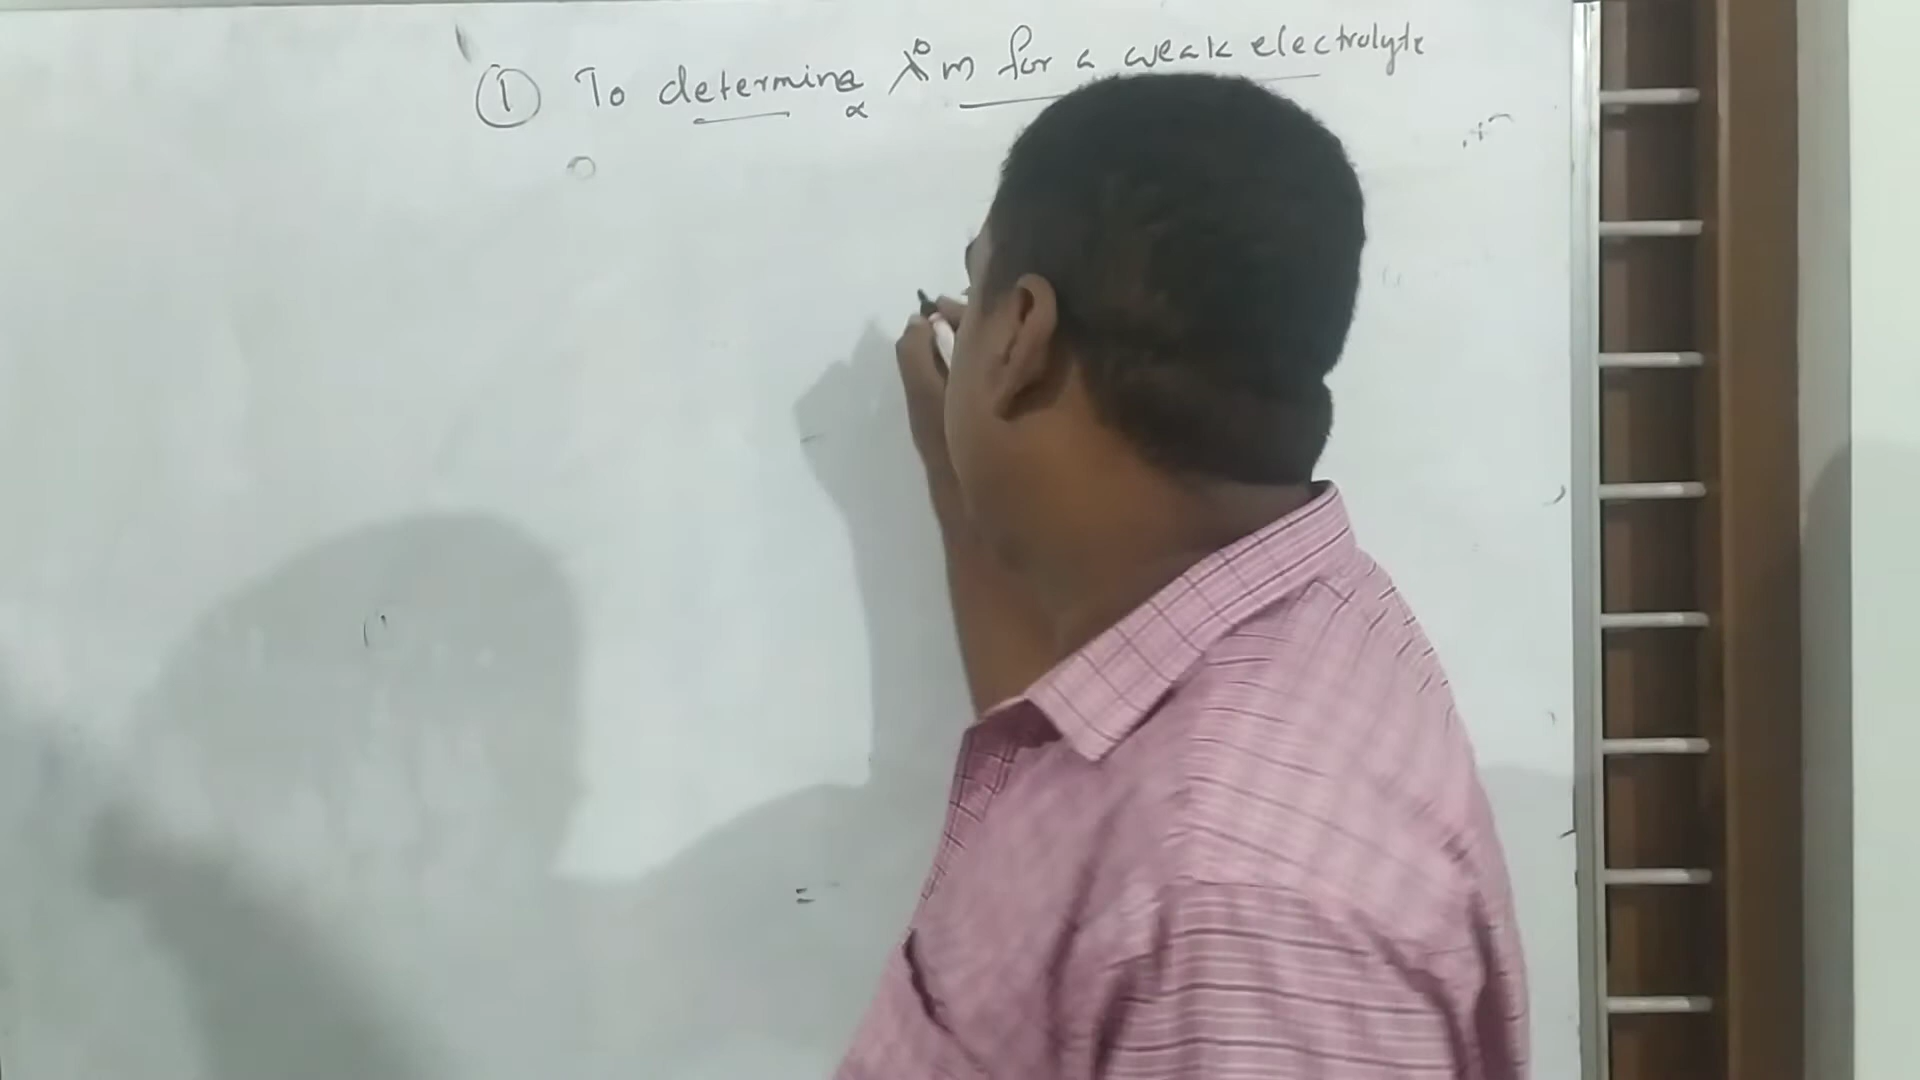 ① To determine λ°m for a weak electrolyte
α